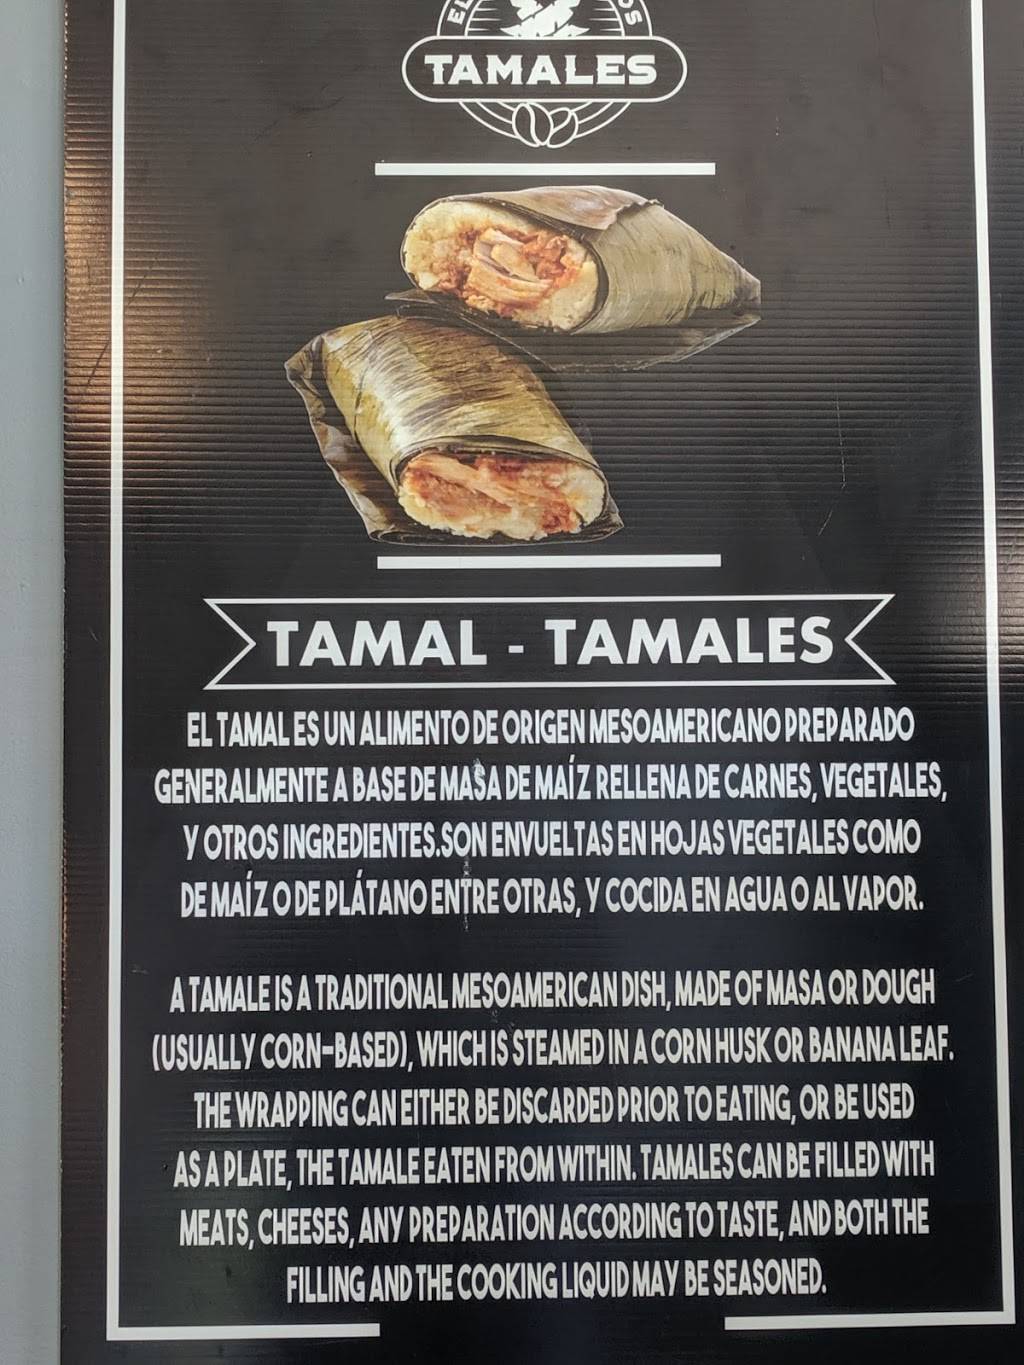 EL
OS
TAMALES
TAMAL - TAMALES
EL TAMAL ES UN ALIMENTO DE ORIGEN MESOAMERICANO PREPARADO
GENERALMENTE A BASE DE MASA DE MAÍZ RELLENA DE CARNES, VEGETALES,
Y OTROS INGREDIENTES.SON ENVUELTAS EN HOJAS VEGETALES COMO
DE MAÍZ O DE PLÁTANO ENTRE OTRAS, Y COCIDA EN AGUA O AL VAPOR.
A TAMALE IS A TRADITIONAL MESOAMERICAN DISH, MADE OF MASA OR DOUGH
(USUALLY CORN-BASED), WHICH IS STEAMED IN A CORN HUSK OR BANANA LEAF.
THE WRAPPING CAN EITHER BE DISCARDED PRIOR TO EATING, OR BE USED
AS A PLATE, THE TAMALE EATEN FROM WITHIN. TAMALES CAN BE FILLED WITH
MEATS, CHEESES, ANY PREPARATION ACCORDING TO TASTE, AND BOTH THE
FILLING AND THE COOKING LIQUID MAY BE SEASONED.